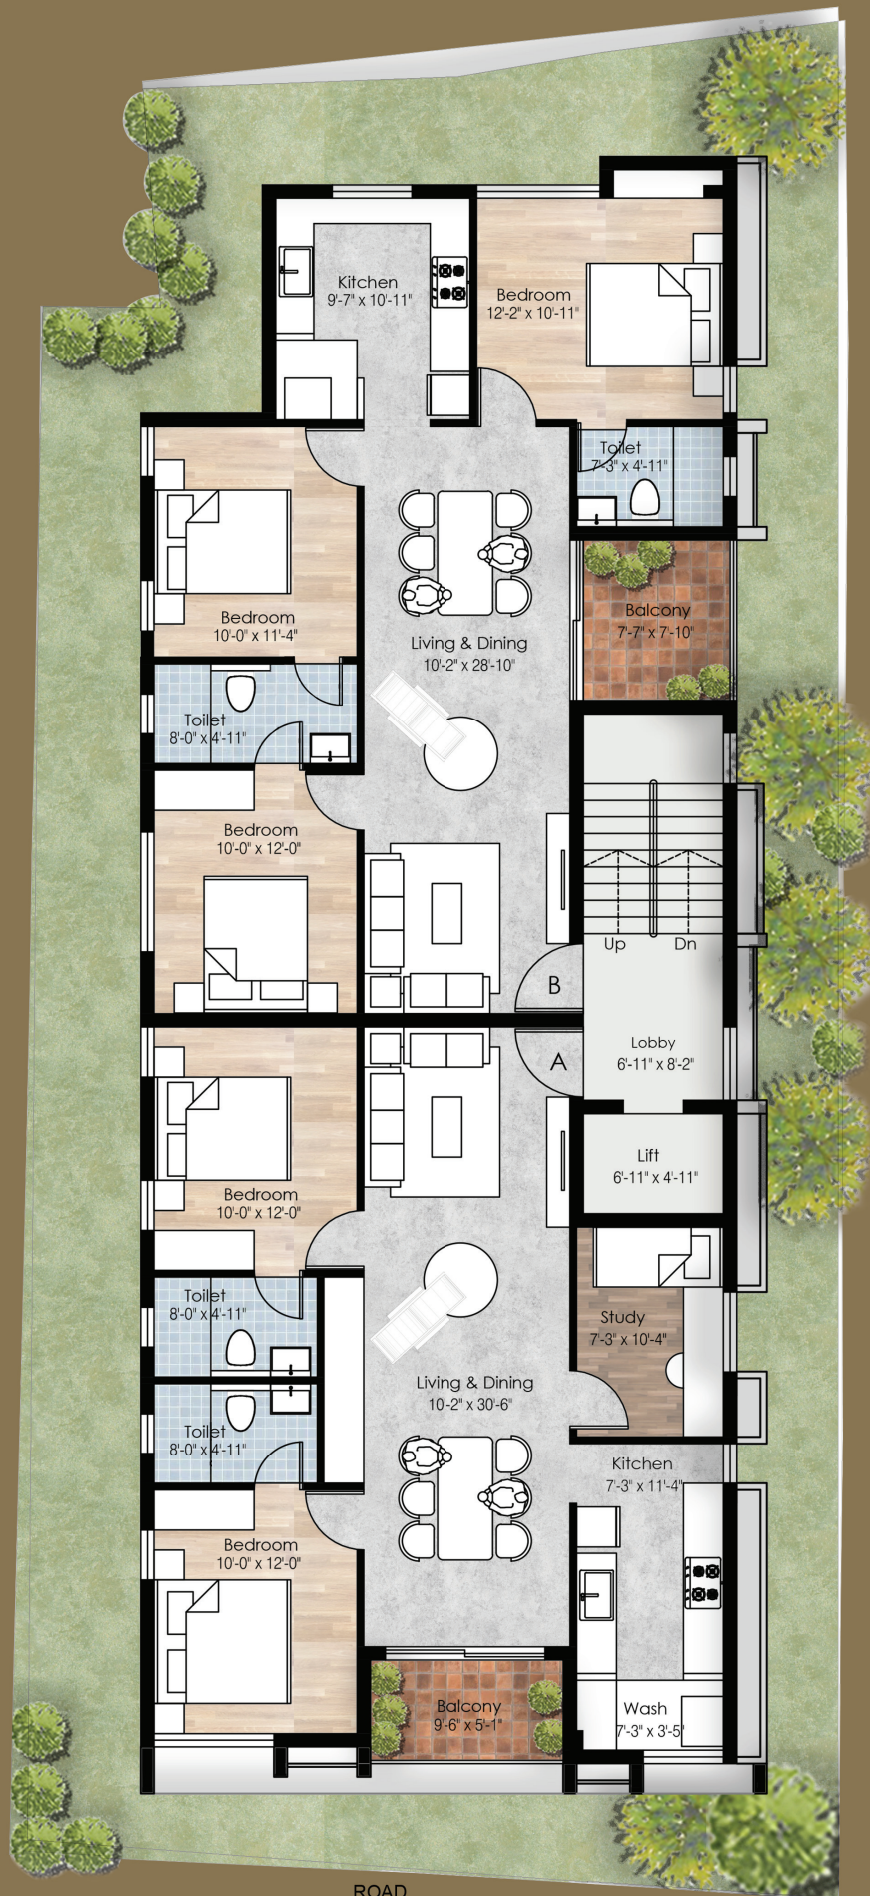 Kitchen
9'-7" x 10'-11"
Bedroom
12'-2" x 10'-11"
Toilet
7'-3" x 4'-11"
Bedroom
10'-0" x 11'-4"
Living & Dining
10'-2" x 28'-10"
Balcony
7'-7" x 7'-10"
Toilet
8'-0" x 4'-11"
Bedroom
10'-0" x 12'-0"
Up
Dn
B
A
Lobby
6'-11" x 8'-2"
Lift
6'-11" x 4'-11"
Bedroom
10'-0" x 12'-0"
Toilet
8'-0" x 4'-11"
Study
7'-3" x 10'-4"
Living & Dining
10-2" x 30'-6"
Toilet
8'-0" x 4'-11"
Kitchen
7'-3" x 11'-4"
Bedroom
10'-0" x 12'-0"
Balcony
9'-6" x 5'-1"
Wash
7'-3" x 3'-5'
ROAD